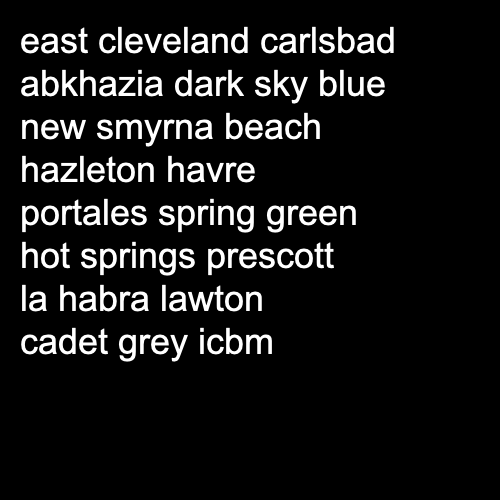 east cleveland carlsbad
abkhazia dark sky blue
new smyrna beach
hazleton havre
portales spring green
hot springs prescott
la habra lawton
cadet grey icbm